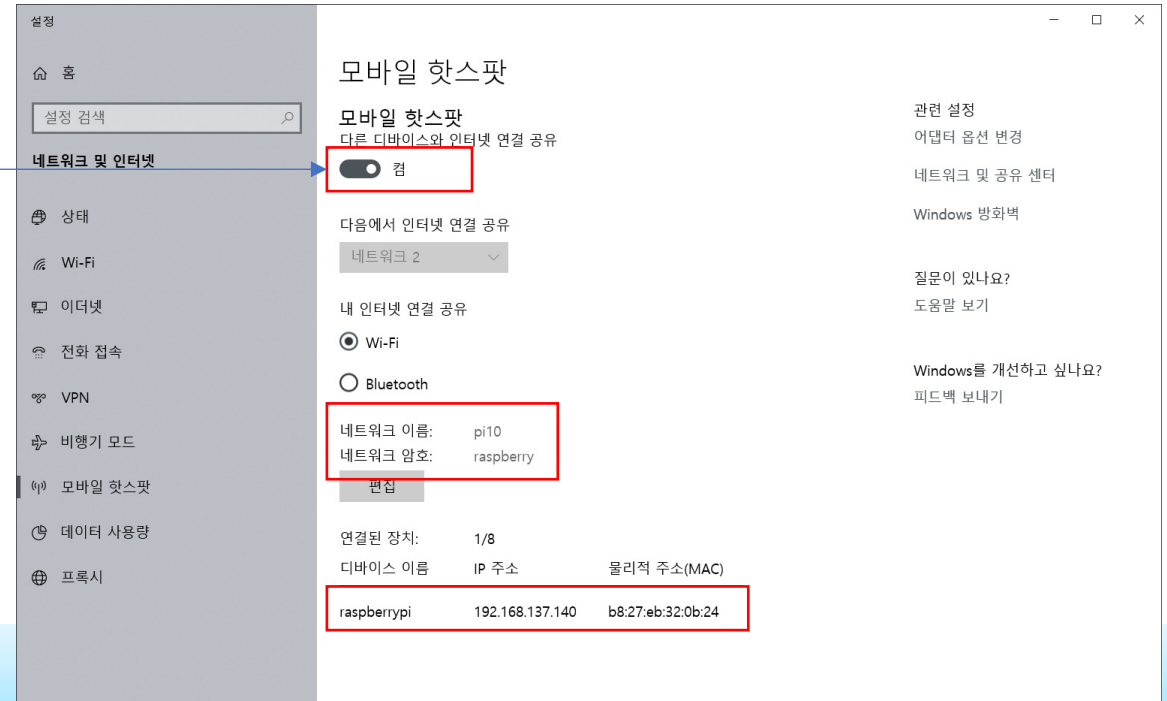 설정
홈
설정 검색
네트워크 및 인터넷
상태
Wi-Fi
이더넷
전화 접속
VPN
비행기 모드
모바일 핫스팟
데이터 사용량
프록시
모바일 핫스팟
모바일 핫스팟
다른 디바이스와 인터넷 연결 공유
켬
다음에서 인터넷 연결 공유
네트워크 2
내 인터넷 연결 공유
Wi-Fi
Bluetooth
네트워크 이름: pi10
네트워크 암호: raspberry
편집
연결된 장치: 1/8
디바이스 이름 IP 주소 물리적 주소(MAC)
raspberrypi 192.168.137.140 b8:27:eb:32:0b:24
관련 설정
어댑터 옵션 변경
네트워크 및 공유 센터
Windows 방화벽
질문이 있나요?
도움말 보기
Windows를 개선하고 싶나요?
피드백 보내기